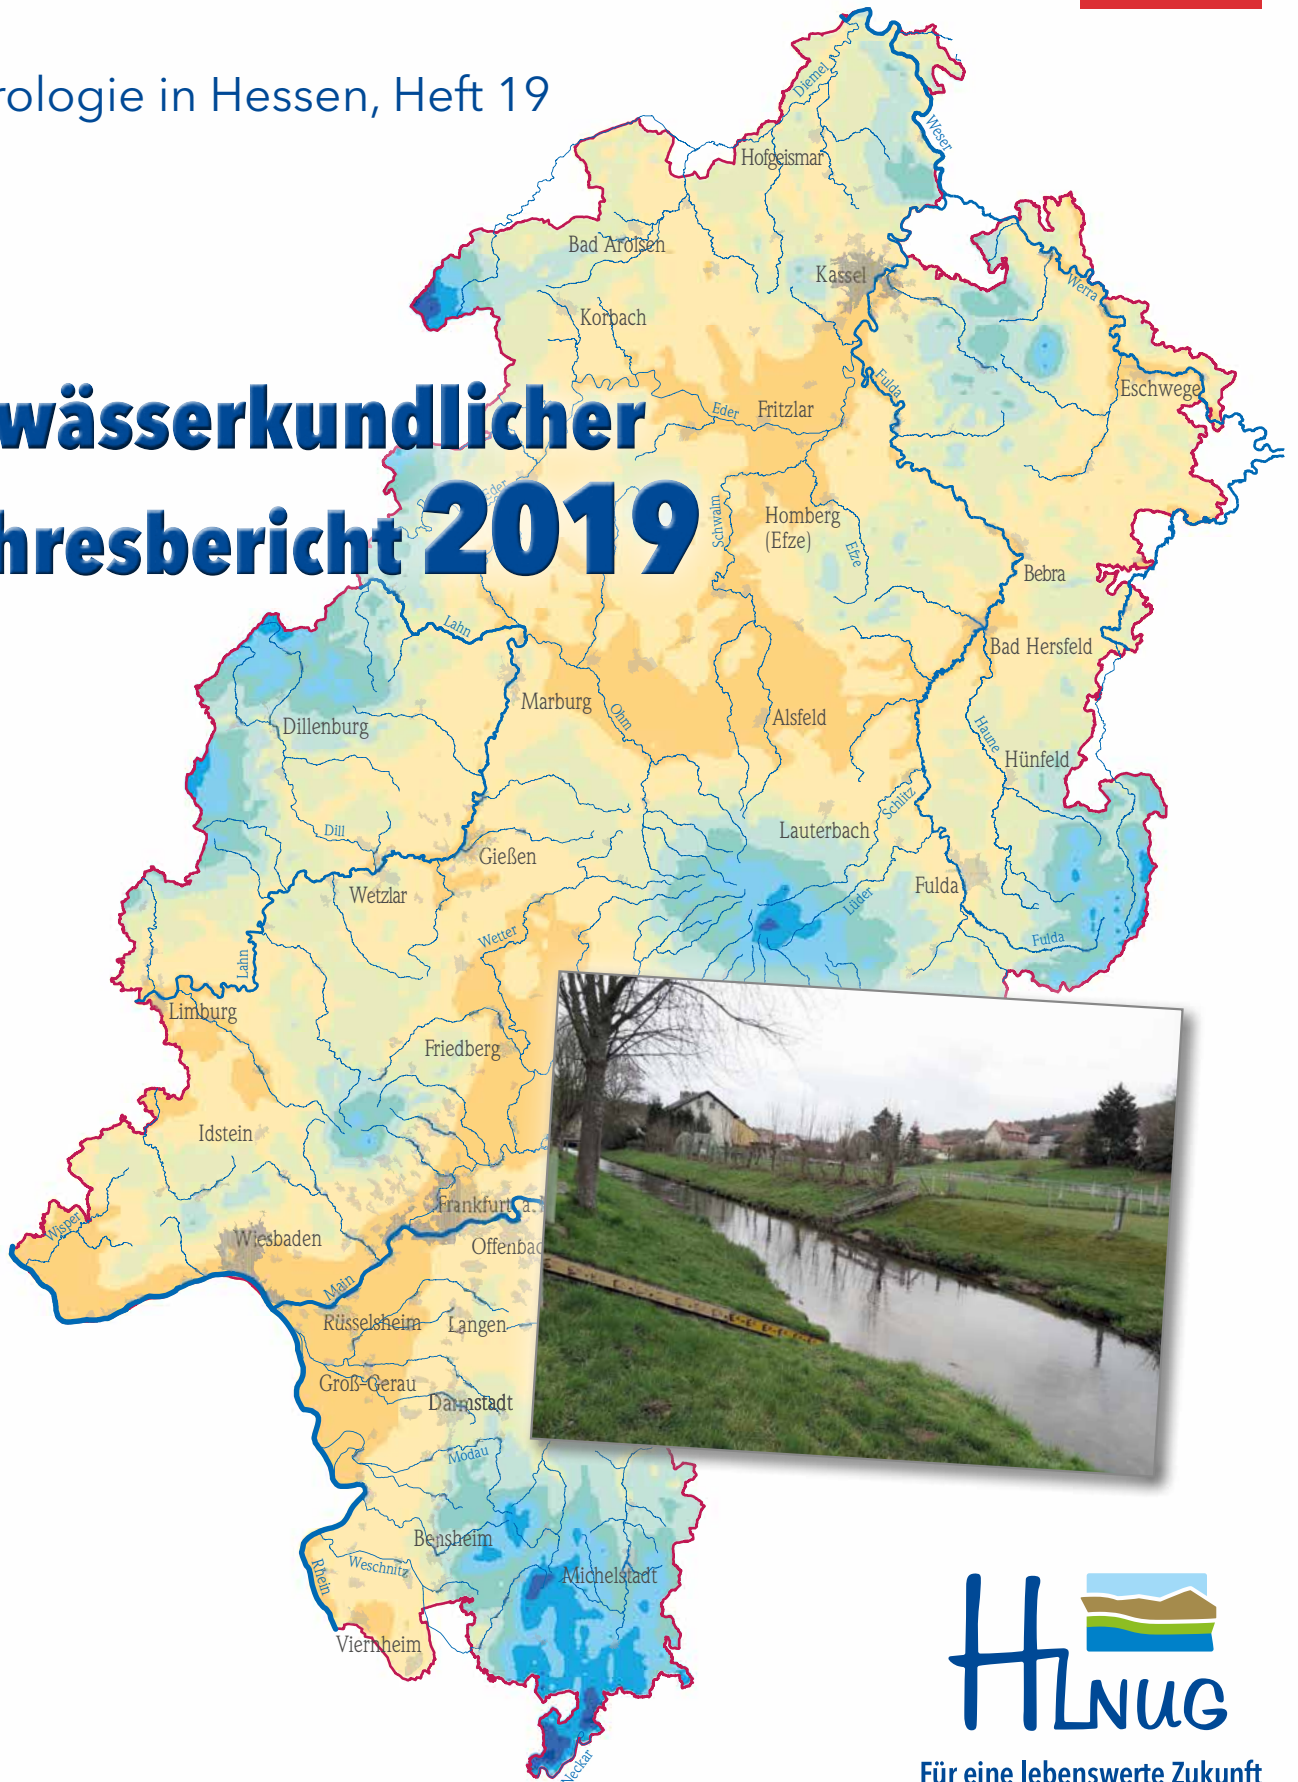 rologie in Hessen, Heft 19
wässerkundlicher
hresbericht 2019
Diemel
Weser
Hofgeismar
Bad Arolsen
Kassel
Werra
Korbach
Fulda
Eschwege
Eder
Fritzlar
Eder
Schwalm
Homberg
(Efze)
Efze
Bebra
Lahn
Bad Hersfeld
Marburg
Ohm
Alsfeld
Dillenburg
Haune
Hünfeld
Schlitz
Lauterbach
Dill
Gießen
Wetzlar
Fulda
Lüder
Wetter
Fulda
Lahn
Limburg
Friedberg
Idstein
Frankfurt a.
Wisper
Wiesbaden
Offenbac
Main
Rüsselsheim
Langen
Groß-Gerau
Darmstadt
Modau
Bensheim
Weschnitz
Rhein
Michelstadt
Viernheim
Neckar
HLNUG
Für eine lebenswerte Zukunft